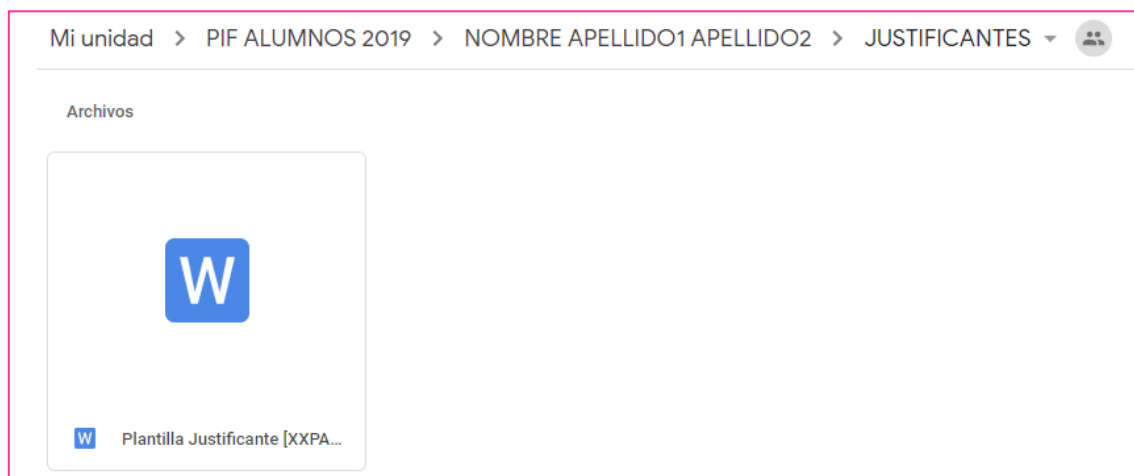 Mi unidad > PIF ALUMNOS 2019 > NOMBRE APELLIDO1 APELLIDO2 > JUSTIFICANTES
Archivos
W
W Plantilla Justificante [XXPA...